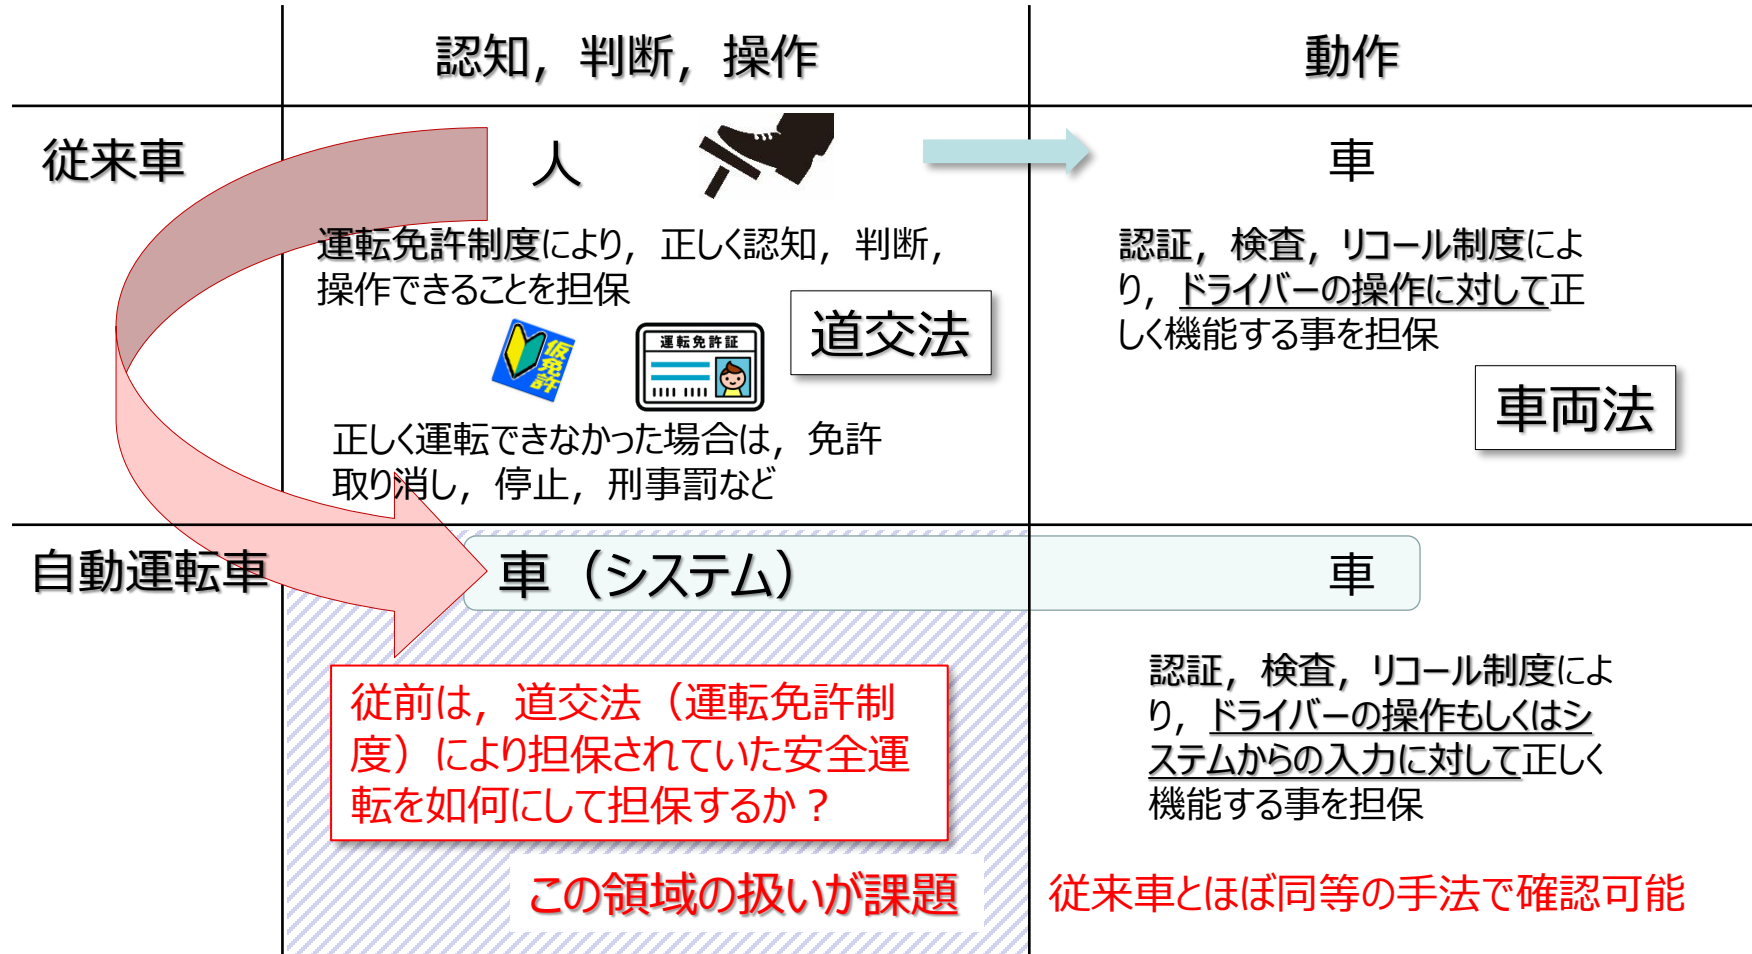 認知，判断，操作
動作
従来車
人
車
運転免許制度により，正しく認知，判断，
操作できることを担保
道交法
仮免許
運転免許証
正しく運転できなかった場合は，免許
取り消し，停止，刑事罰など
認証，検査，リコール制度によ
り，ドライバーの操作に対して正
しく機能する事を担保
車両法
自動運転車
車（システム）
車
従前は，道交法（運転免許制
度）により担保されていた安全運
転を如何にして担保するか？
この領域の扱いが課題
認証，検査，リコール制度によ
り，ドライバーの操作もしくはシ
ステムからの入力に対して正しく
機能する事を担保
従来車とほぼ同等の手法で確認可能